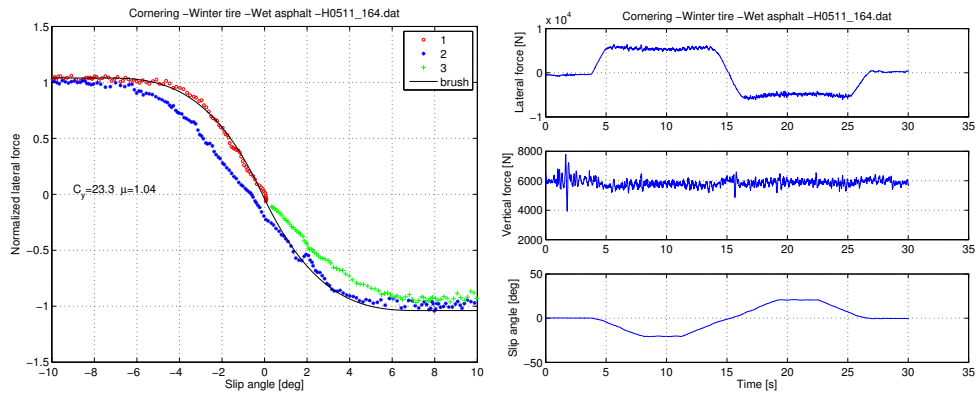 Cornering −Winter tire −Wet asphalt −H0511_164.dat
1.5
1
0.5
0
−0.5
−1
−1.5
Normalized lateral force
−10 −8 −6 −4 −2 0 2 4 6 8 10
Slip angle [deg]
1
2
3
brush
C_y=23.3 μ=1.04
Cornering −Winter tire −Wet asphalt −H0511_164.dat
x 10^4
1
0
−1
Lateral force [N]
0 5 10 15 20 25 30 35
8000
6000
4000
2000
Vertical force [N]
0 5 10 15 20 25 30 35
50
0
−50
Slip angle [deg]
0 5 10 15 20 25 30 35
Time [s]